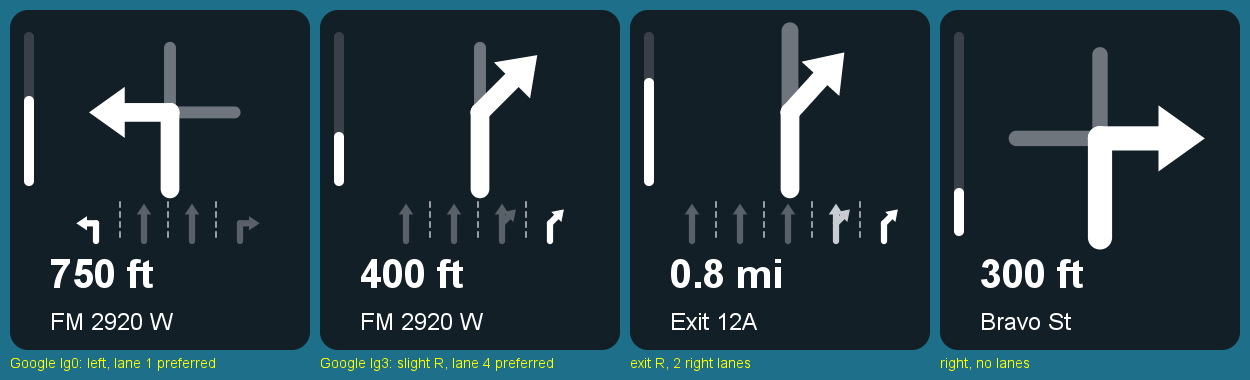 750 ft
FM 2920 W
Google lg0: left, lane 1 preferred
400 ft
FM 2920 W
Google lg3: slight R, lane 4 preferred
0.8 mi
Exit 12A
exit R, 2 right lanes
300 ft
Bravo St
right, no lanes